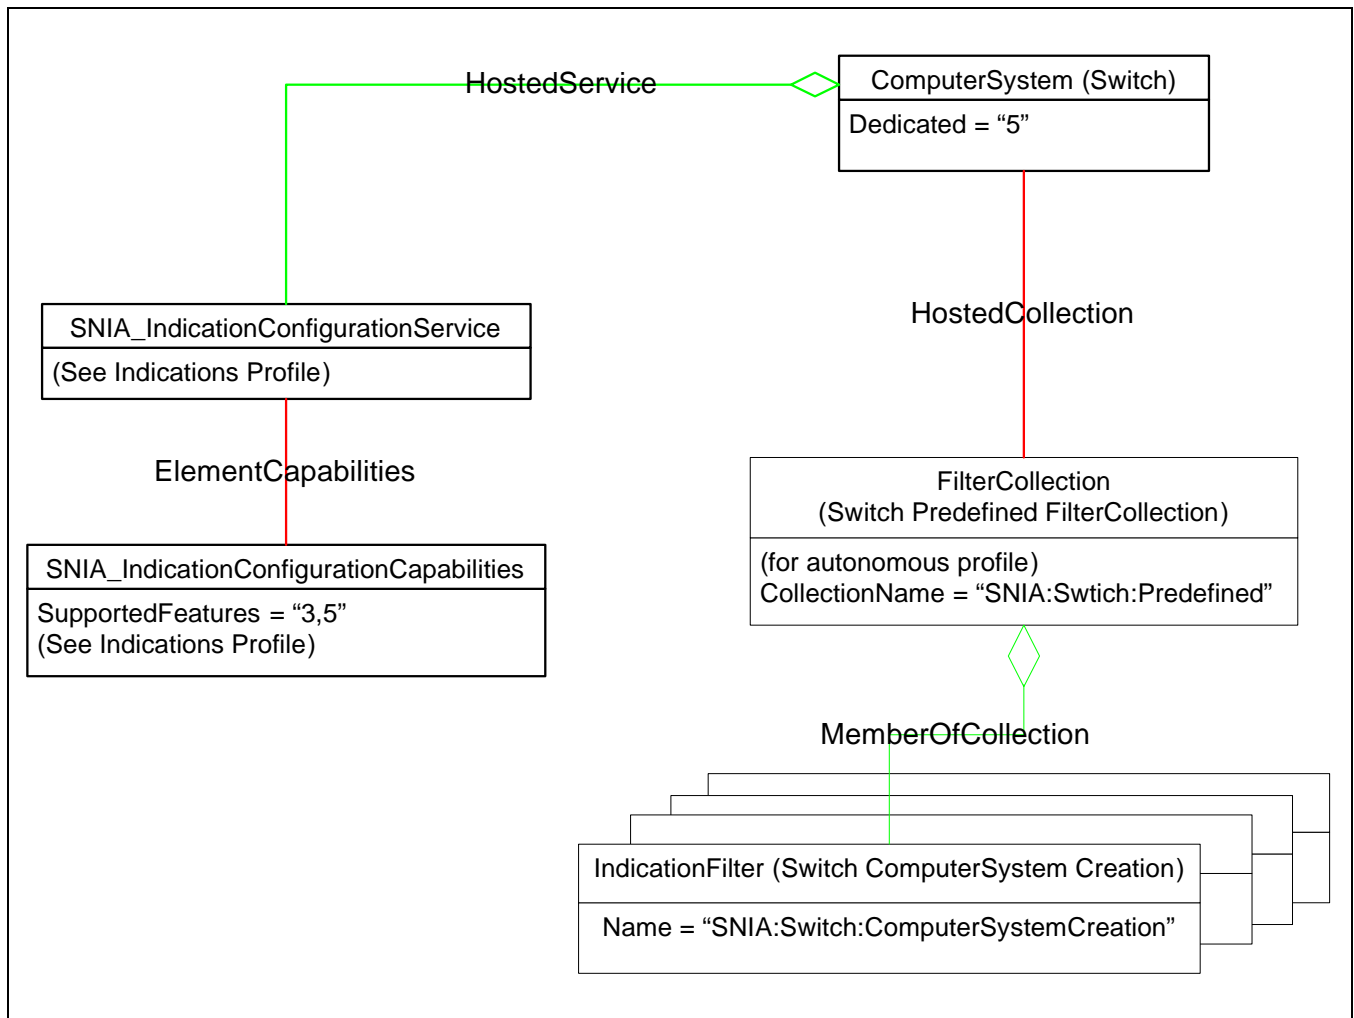 HostedService
ComputerSystem (Switch)
Dedicated = “5”
HostedCollection
SNIA_IndicationConfigurationService
(See Indications Profile)
ElementCapabilities
SNIA_IndicationConfigurationCapabilities
SupportedFeatures = “3,5”
(See Indications Profile)
FilterCollection
(Switch Predefined FilterCollection)
(for autonomous profile)
CollectionName = “SNIA:Swtich:Predefined”
MemberOfCollection
IndicationFilter (Switch ComputerSystem Creation)
Name = “SNIA:Switch:ComputerSystemCreation”